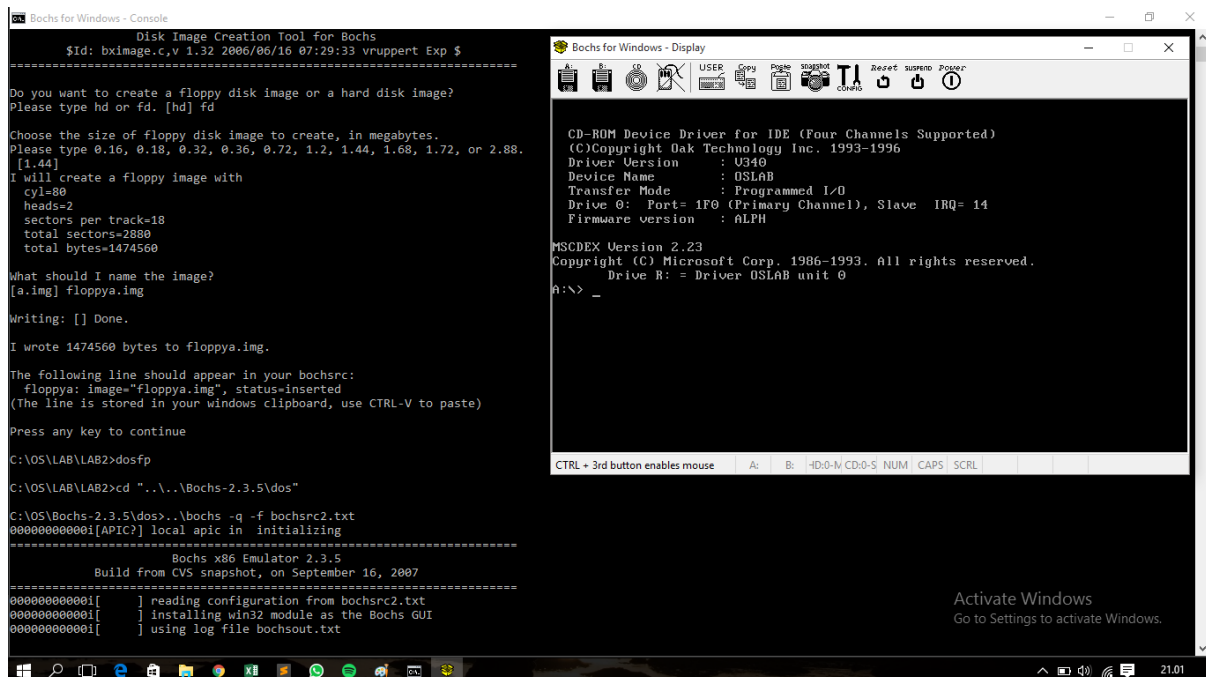 Bochs for Windows - Console
Disk Image Creation Tool for Bochs
$Id: bximage.c,v 1.32 2006/06/16 07:29:33 vruppert Exp $
========================================================================
Do you want to create a floppy disk image or a hard disk image?
Please type hd or fd. [hd] fd
Choose the size of floppy disk image to create, in megabytes.
Please type 0.16, 0.18, 0.32, 0.36, 0.72, 1.2, 1.44, 1.68, 1.72, or 2.88.
[1.44]
I will create a floppy image with
cyl=80
heads=2
sectors per track=18
total sectors=2880
total bytes=1474560
What should I name the image?
[a.img] floppya.img
Writing: [] Done.
I wrote 1474560 bytes to floppya.img.
The following line should appear in your bochsrc:
floppya: image="floppya.img", status=inserted
(The line is stored in your windows clipboard, use CTRL-V to paste)
Press any key to continue
C:\OS\LAB\LAB2>dosfp
C:\OS\LAB\LAB2>cd "..\..\Bochs-2.3.5\dos"
C:\OS\Bochs-2.3.5\dos>..\bochs -q -f bochsrc2.txt
00000000000i[APIC?] local apic in  initializing
========================================================================
Bochs x86 Emulator 2.3.5
Build from CVS snapshot, on September 16, 2007
========================================================================
00000000000i[     ] reading configuration from bochsrc2.txt
00000000000i[     ] installing win32 module as the Bochs GUI
00000000000i[     ] using log file bochsout.txt
Bochs for Windows - Display
A: B: CD USER Copy Paste snapshot CONFIG Reset SUSPEND Power
CD-ROM Device Driver for IDE (Four Channels Supported)
(C)Copyright Oak Technology Inc. 1993-1996
Driver Version : V340
Device Name : OSLAB
Transfer Mode : Programmed I/O
Drive 0: Port= 1F0 (Primary Channel), Slave IRQ= 14
Firmware version : ALPH
MSCDEX Version 2.23
Copyright (C) Microsoft Corp. 1986-1993. All rights reserved.
Drive R: = Driver OSLAB unit 0
A:\> _
CTRL + 3rd button enables mouse A: B: HD:0-M CD:0-S NUM CAPS SCRL
Activate Windows
Go to Settings to activate Windows.
21.01